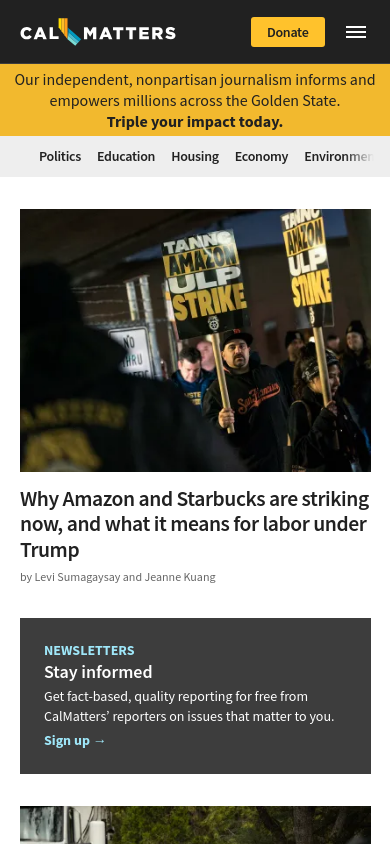 CAL MATTERS
Donate
Our independent, nonpartisan journalism informs and
empowers millions across the Golden State.
Triple your impact today.
Politics Education Housing Economy Environmen
AMAZON
ULP
STRIKE
AMAZON
ULP
STRIKE
NO
THRU
San Francisco
Why Amazon and Starbucks are striking
now, and what it means for labor under
Trump
by Levi Sumagaysay and Jeanne Kuang
NEWSLETTERS
Stay informed
Get fact-based, quality reporting for free from
CalMatters’ reporters on issues that matter to you.
Sign up →